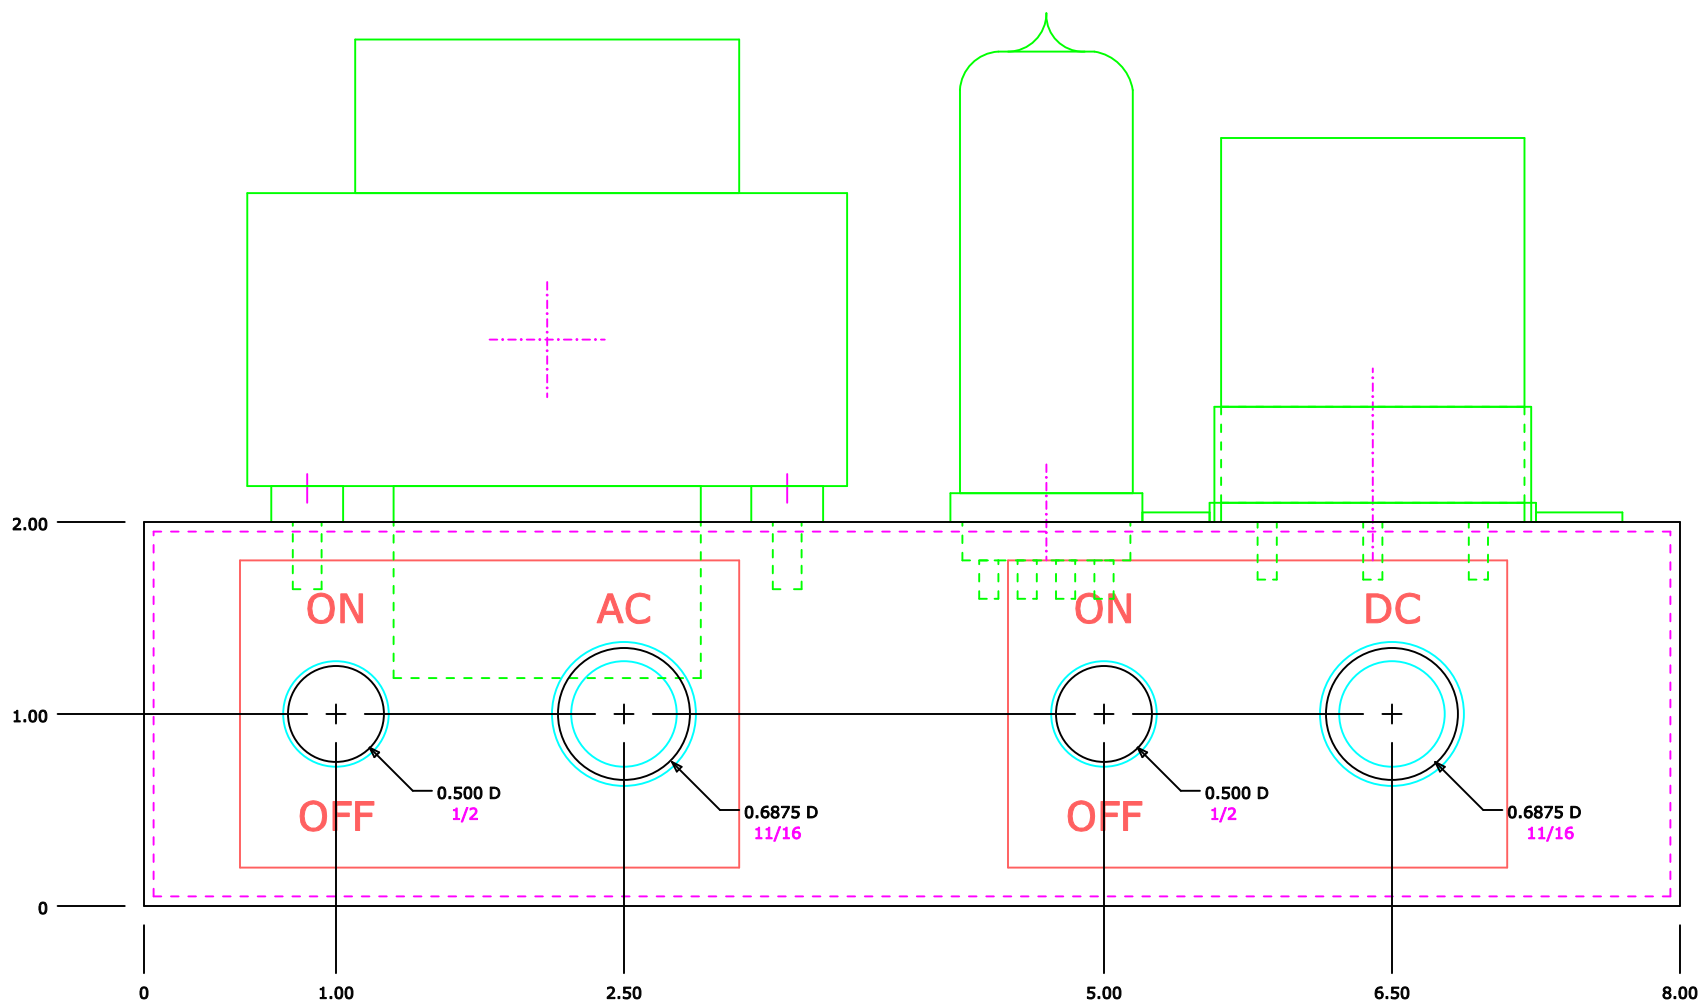 2.00
ON AC ON DC
1.00
0.500 D 0.500 D
1/2 1/2
OFF 0.6875 D OFF 0.6875 D
11/16 11/16
0
0 1.00 2.50 5.00 6.50 8.00